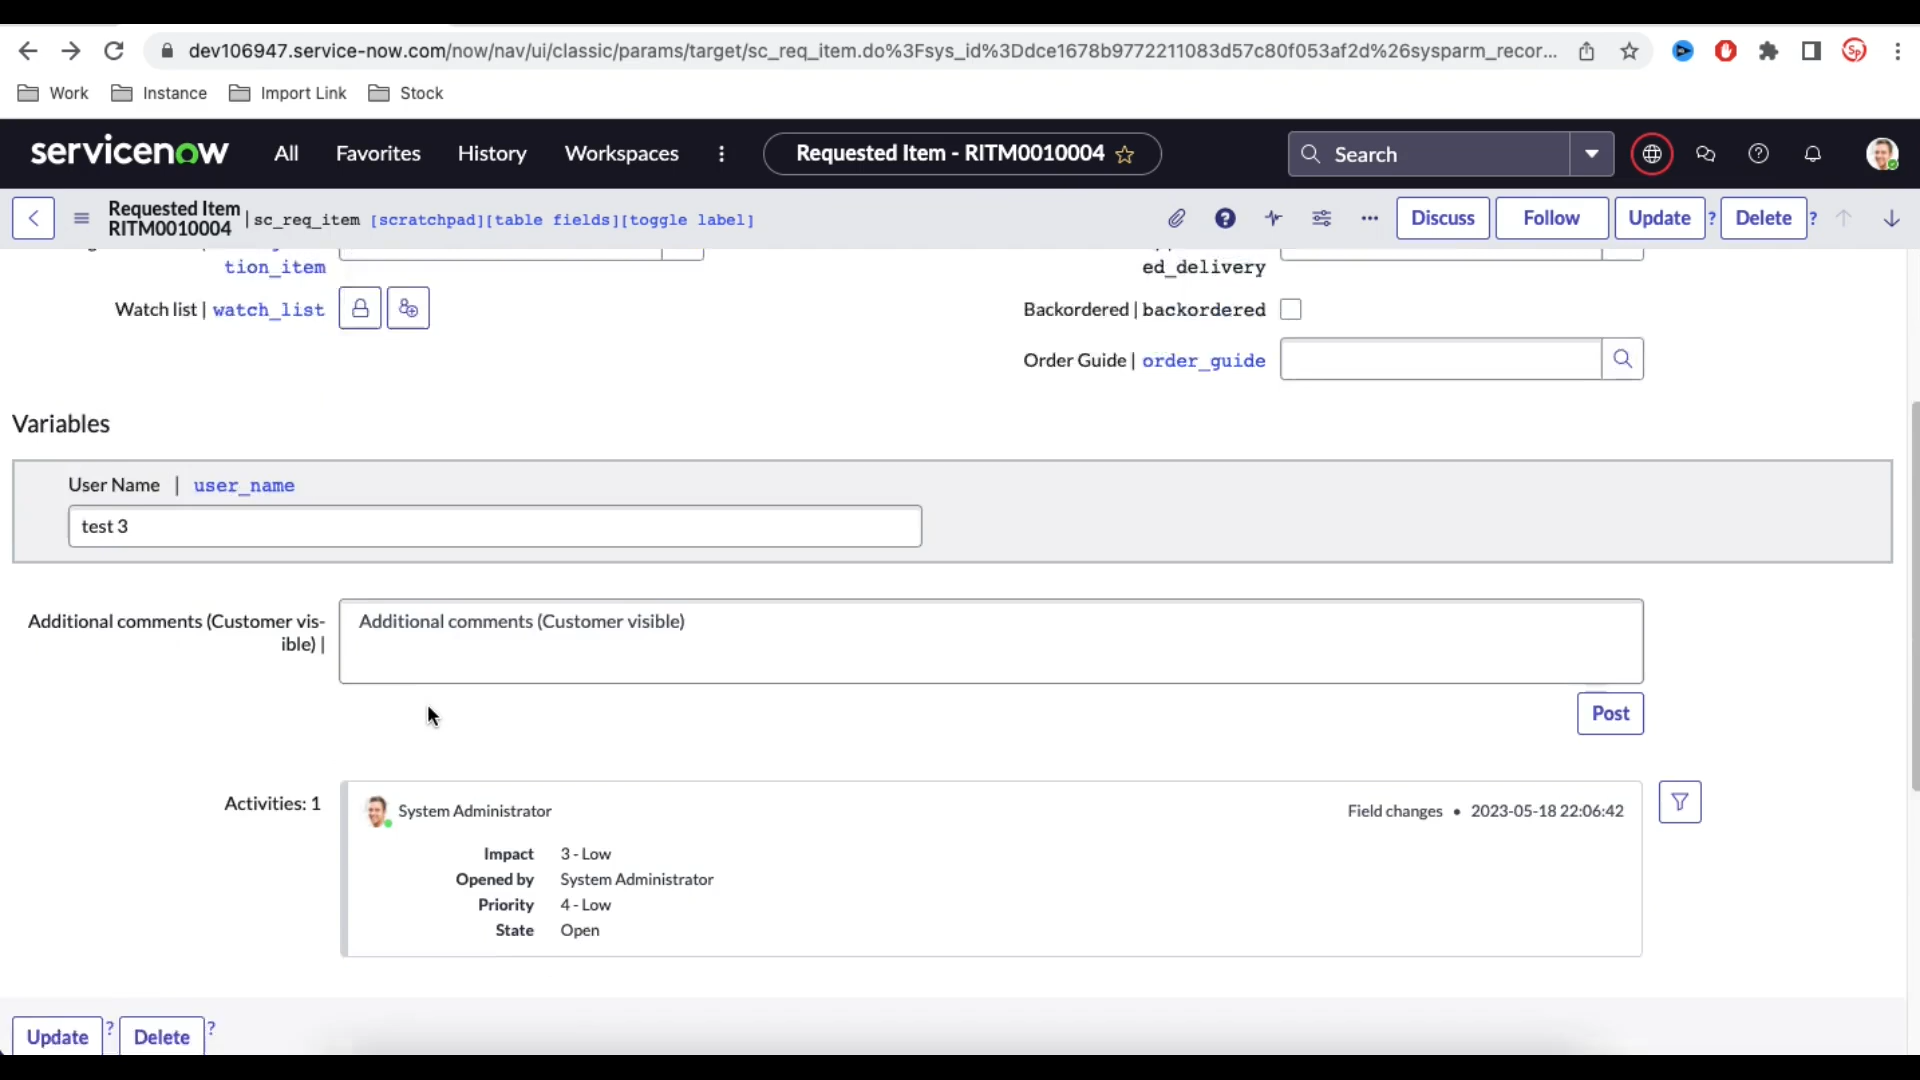 dev106947.service-now.com/now/nav/ui/classic/params/target/sc_req_item.do%3Fsys_id%3Ddce1678b9772211083d57c80f053af2d%26sysparm_recor...
Work Instance Import Link Stock
servicenow All Favorites History Workspaces Requested Item - RITM0010004 Search
Requested Item
RITM0010004 | sc_req_item [scratchpad][table fields][toggle label] Discuss Follow Update ? Delete ?
tion_item ed_delivery
Watch list | watch_list Backordered | backordered
Order Guide | order_guide
Variables
User Name | user_name
test 3
Additional comments (Customer vis-
ible) |
Additional comments (Customer visible)
Post
Activities: 1 System Administrator Field changes • 2023-05-18 22:06:42
Impact 3 - Low
Opened by System Administrator
Priority 4 - Low
State Open
Update ? Delete ?